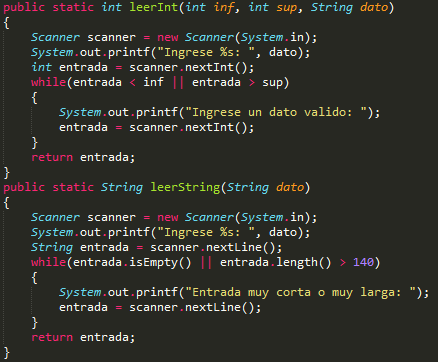 public static int leerInt(int inf, int sup, String dato)
{
    Scanner scanner = new Scanner(System.in);
    System.out.printf("Ingrese %s: ", dato);
    int entrada = scanner.nextInt();
    while(entrada < inf || entrada > sup)
    {
        System.out.printf("Ingrese un dato valido: ");
        entrada = scanner.nextInt();
    }
    return entrada;
}
public static String leerString(String dato)
{
    Scanner scanner = new Scanner(System.in);
    System.out.printf("Ingrese %s: ", dato);
    String entrada = scanner.nextLine();
    while(entrada.isEmpty() || entrada.length() > 140)
    {
        System.out.printf("Entrada muy corta o muy larga: ");
        entrada = scanner.nextLine();
    }
    return entrada;
}